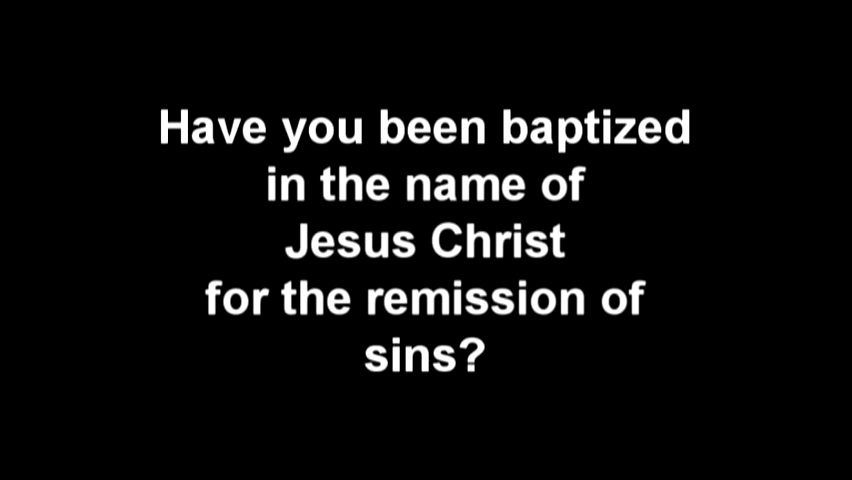 Have you been baptized
in the name of
Jesus Christ
for the remission of
sins?